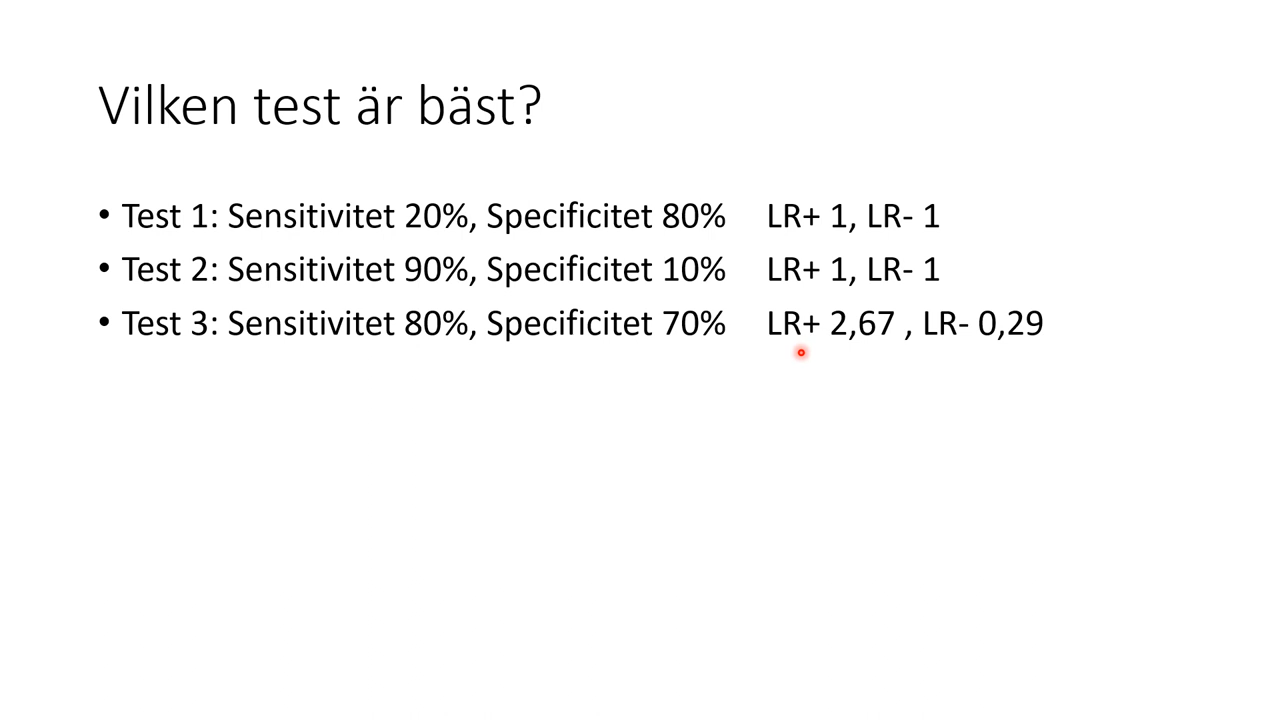 Vilken test är bäst?
• Test 1: Sensitivitet 20%, Specificitet 80% LR+ 1, LR- 1
• Test 2: Sensitivitet 90%, Specificitet 10% LR+ 1, LR- 1
• Test 3: Sensitivitet 80%, Specificitet 70% LR+ 2,67 , LR- 0,29